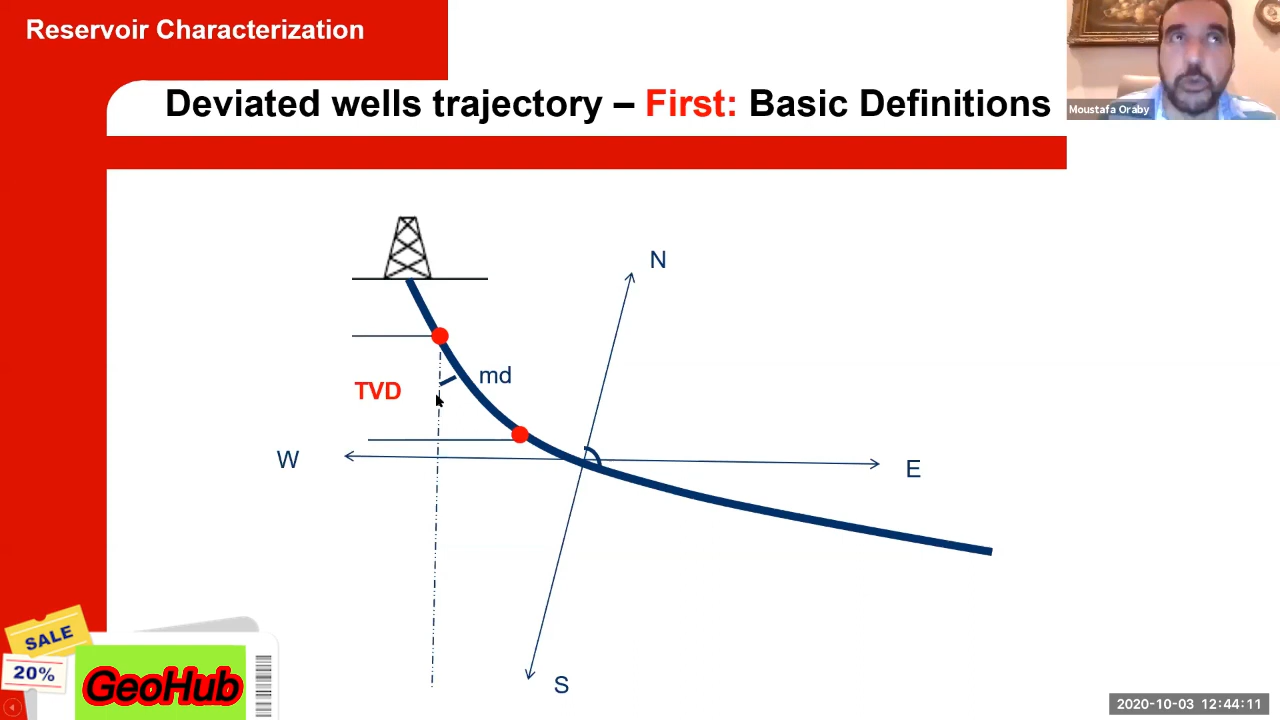 Reservoir Characterization
Deviated wells trajectory – First: Basic Definitions
Moustafa Oraby
N
md
TVD
W
E
S
SALE
20%
GeoHub
2020-10-03 12:44:11